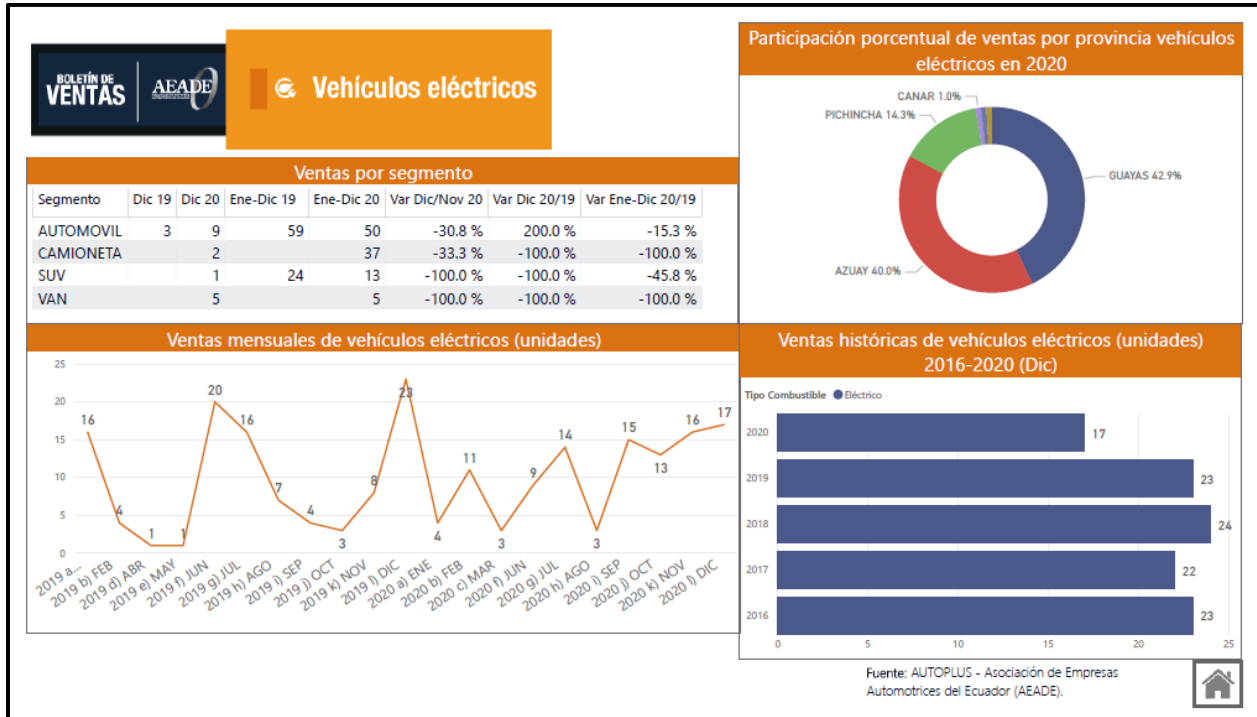 BOLETÍN DE
VENTAS
AEADE
Vehículos eléctricos
Ventas por segmento
Segmento Dic 19 Dic 20 Ene-Dic 19 Ene-Dic 20 Var Dic/Nov 20 Var Dic 20/19 Var Ene-Dic 20/19
AUTOMOVIL 3 9 59 50 -30.8 % 200.0 % -15.3 %
CAMIONETA 2 37 -33.3 % -100.0 % -100.0 %
SUV 1 24 13 -100.0 % -100.0 % -45.8 %
VAN 5 5 -100.0 % -100.0 % -100.0 %
Participación porcentual de ventas por provincia vehículos
eléctricos en 2020
CANAR 1.0%
PICHINCHA 14.3%
GUAYAS 42.9%
AZUAY 40.0%
Ventas mensuales de vehículos eléctricos (unidades)
25
20
15
10
5
0
16 4 1 1 20 16 7 4 3 8 23 4 11 3 9 14 3 15 13 16 17
2019 a...
2019 b) FEB
2019 d) ABR
2019 e) MAY
2019 f) JUN
2019 g) JUL
2019 h) AGO
2019 i) SEP
2019 j) OCT
2019 k) NOV
2019 l) DIC
2020 a) ENE
2020 b) FEB
2020 c) MAR
2020 f) JUN
2020 g) JUL
2020 h) AGO
2020 i) SEP
2020 j) OCT
2020 k) NOV
2020 l) DIC
Ventas históricas de vehículos eléctricos (unidades)
2016-2020 (Dic)
Tipo Combustible Eléctrico
2020 17
2019 23
2018 24
2017 22
2016 23
0 5 10 15 20 25
Fuente: AUTOPLUS - Asociación de Empresas
Automotrices del Ecuador (AEADE).